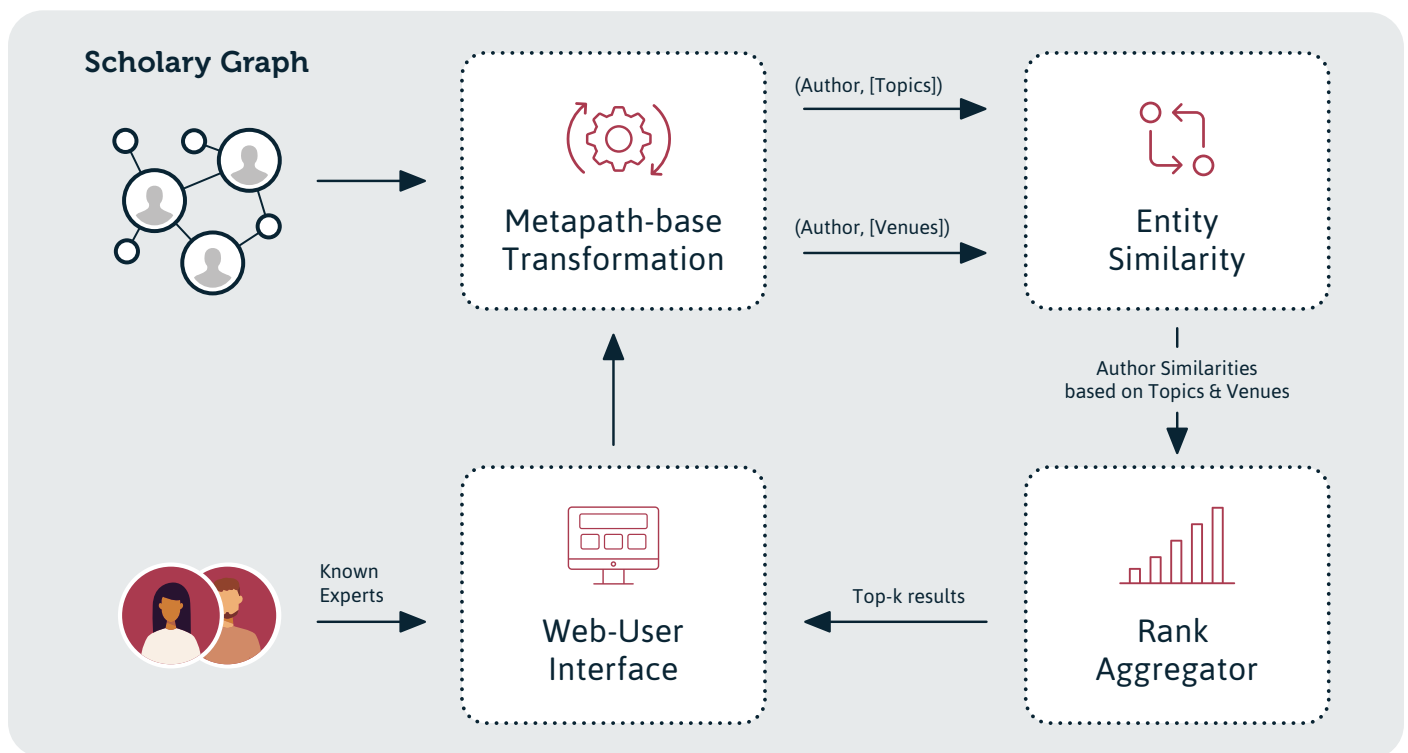 Scholary Graph
Metapath-base
Transformation
(Author, [Topics])
(Author, [Venues])
Entity
Similarity
Author Similarities
based on Topics & Venues
Known
Experts
Web-User
Interface
Top-k results
Rank
Aggregator